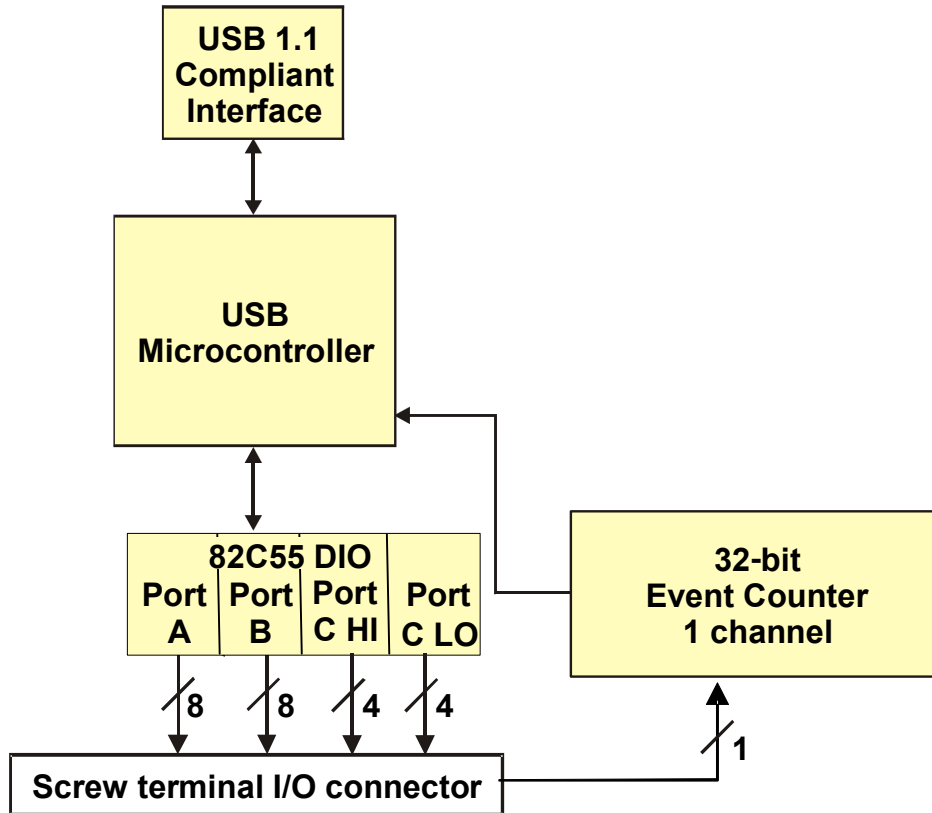 USB 1.1
Compliant
Interface
USB
Microcontroller
82C55 DIO
Port
A
Port
B
Port
C HI
Port
C LO
32-bit
Event Counter
1 channel
8
8
4
4
1
Screw terminal I/O connector